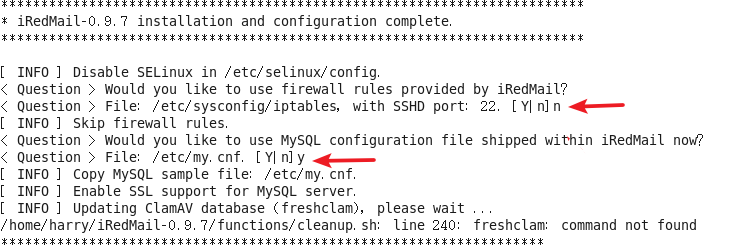 ********************************************************************
* iRedMail-0.9.7 installation and configuration complete.
********************************************************************
[ INFO ] Disable SELinux in /etc/selinux/config.
< Question > Would you like to use firewall rules provided by iRedMail?
< Question > File: /etc/sysconfig/iptables, with SSHD port: 22. [Y|n]n
[ INFO ] Skip firewall rules.
< Question > Would you like to use MySQL configuration file shipped within iRedMail now?
< Question > File: /etc/my.cnf. [Y|n]y
[ INFO ] Copy MySQL sample file: /etc/my.cnf.
[ INFO ] Enable SSL support for MySQL server.
[ INFO ] Updating ClamAV database (freshclam), please wait ...
/home/harry/iRedMail-0.9.7/functions/cleanup.sh: line 240: freshclam: command not found
********************************************************************